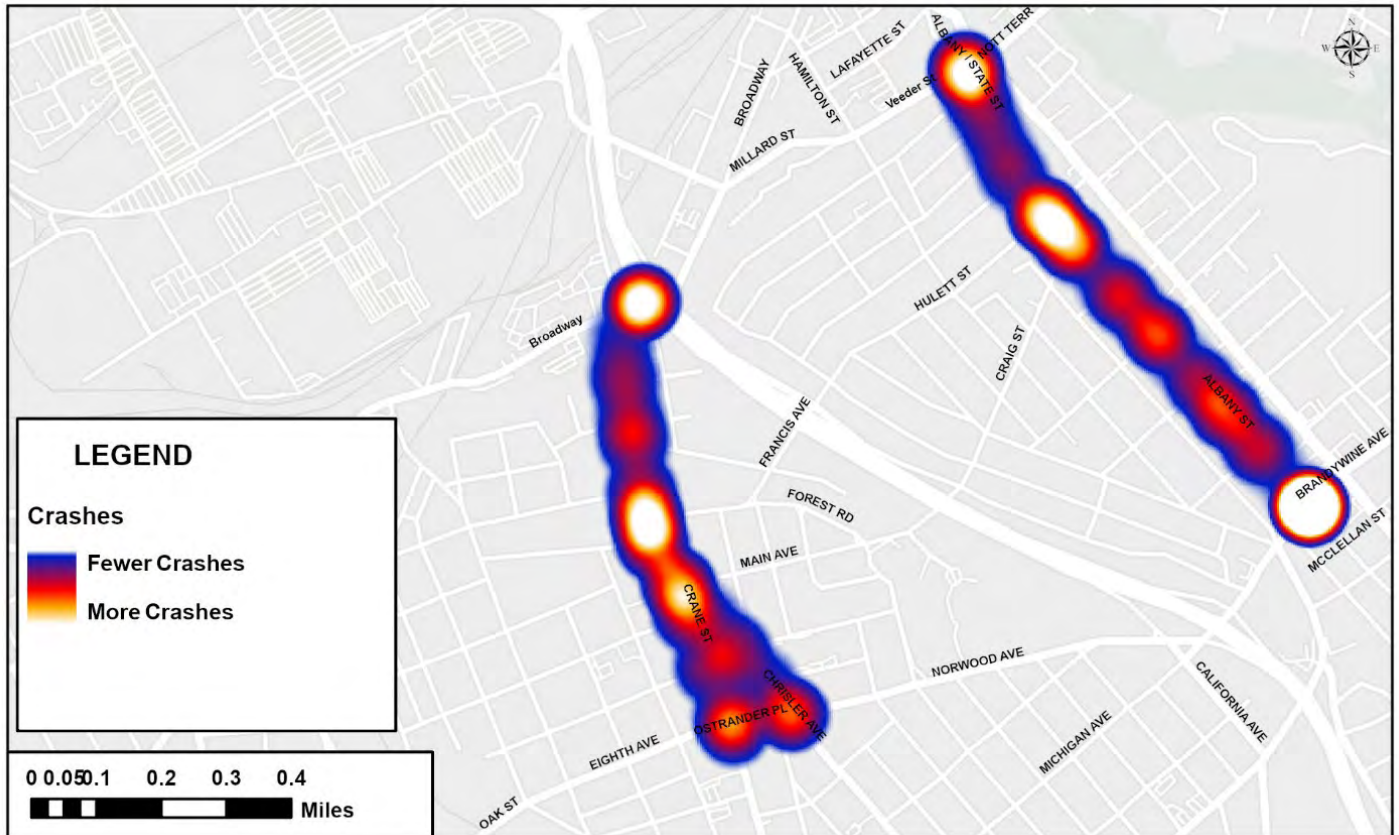 N
W E
S
ALBANY / STATE ST
NOTT TERR
LAFAYETTE ST
HAMILTON ST
BROADWAY
Veeder St
MILLARD ST
HULETT ST
Broadway
CRAIG ST
FRANCIS AVE
ALBANY ST
BRANDYWINE AVE
MCCLELLAN ST
FOREST RD
MAIN AVE
CRANE ST
NORWOOD AVE
CHRISLER AVE
OSTRANDER PL
EIGHTH AVE
CALIFORNIA AVE
MICHIGAN AVE
OAK ST
LEGEND
Crashes
Fewer Crashes
More Crashes
0 0.05 0.1 0.2 0.3 0.4
Miles